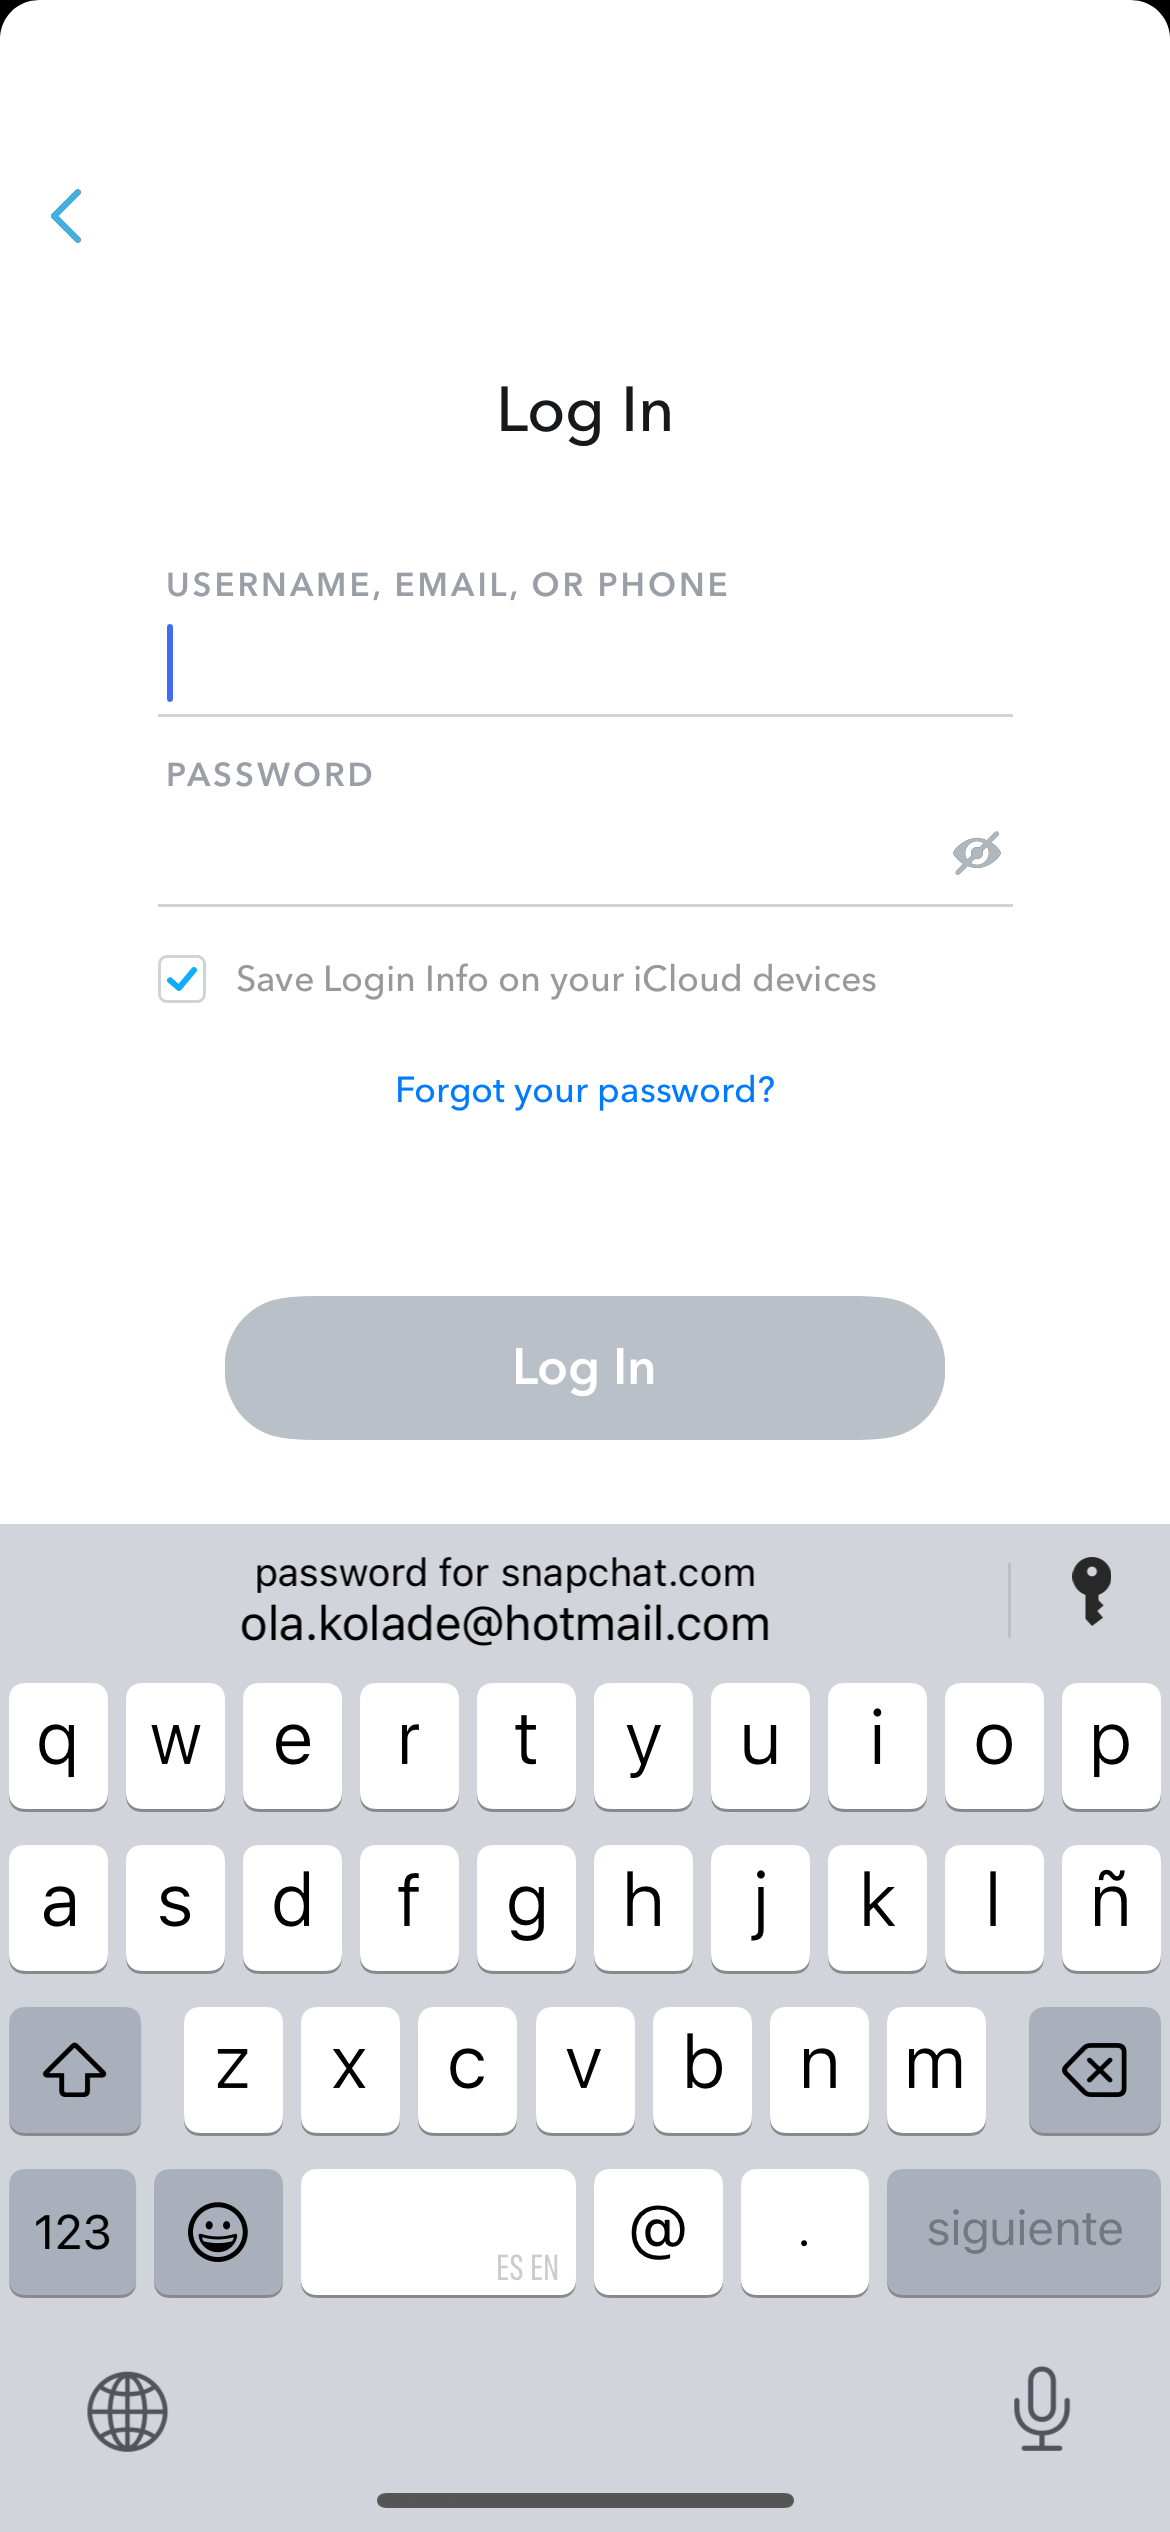 Log In
USERNAME, EMAIL, OR PHONE
PASSWORD
Save Login Info on your iCloud devices
Forgot your password?
Log In
password for snapchat.com
ola.kolade@hotmail.com
q w e r t y u i o p
a s d f g h j k l ñ
z x c v b n m
123 ES EN @ . siguiente